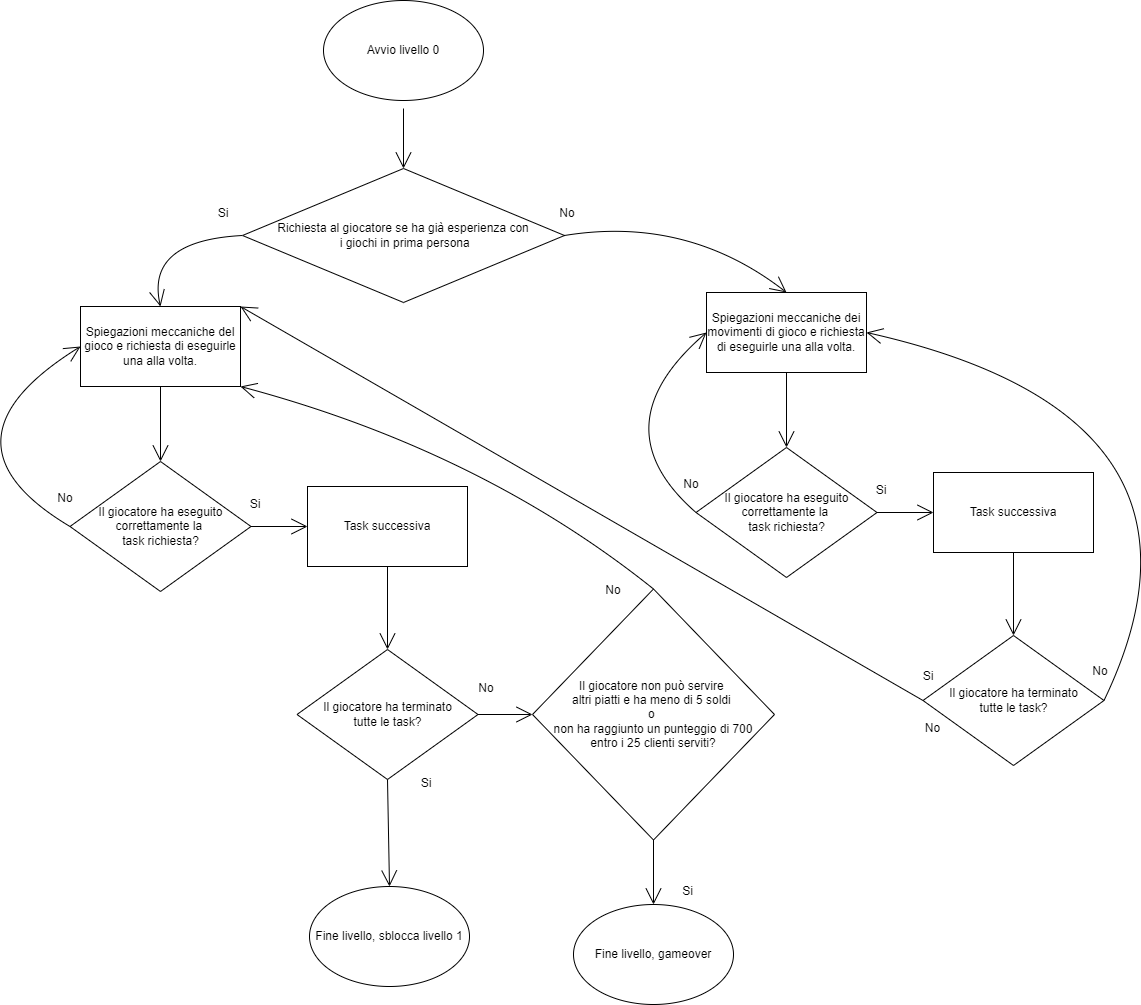 Avvio livello 0
Richiesta al giocatore se ha già esperienza con
i giochi in prima persona
Si
No
Spiegazioni meccaniche del
gioco e richiesta di eseguirle
una alla volta.
Spiegazioni meccaniche dei
movimenti di gioco e richiesta
di eseguirle una alla volta.
Il giocatore ha eseguito
correttamente la
task richiesta?
No
Si
Task successiva
Il giocatore ha eseguito
correttamente la
task richiesta?
No
Si
Task successiva
Il giocatore ha terminato
tutte le task?
No
Si
Il giocatore non può servire
altri piatti e ha meno di 5 soldi
o
non ha raggiunto un punteggio di 700
entro i 25 clienti serviti?
No
Si
Il giocatore ha terminato
tutte le task?
Si
No
No
Fine livello, sblocca livello 1
Fine livello, gameover